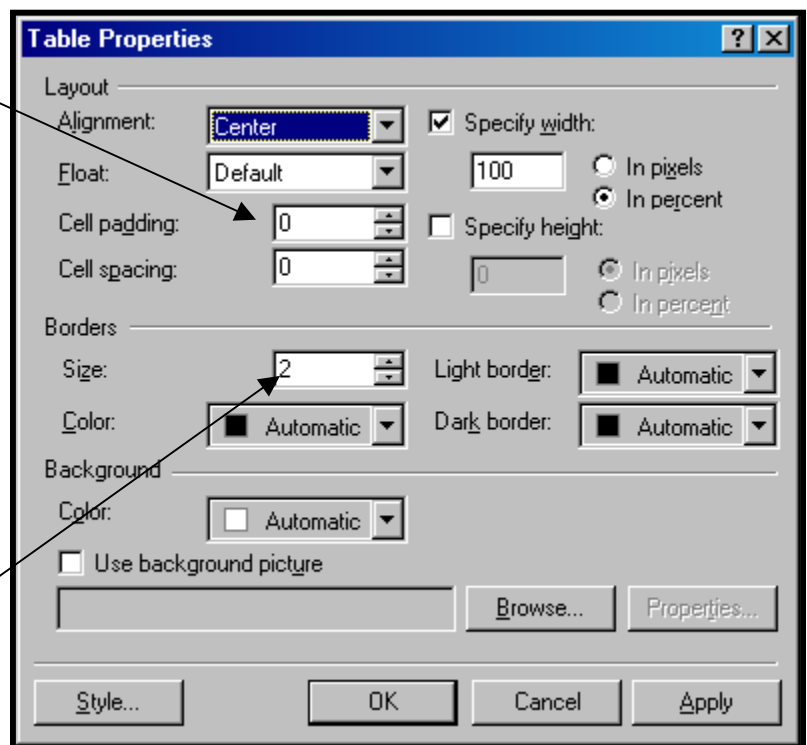 Table Properties
Layout
Alignment: Center Specify width:
Float: Default 100 In pixels
In percent
Cell padding: 0 Specify height:
Cell spacing: 0 0 In pixels
In percent
Borders
Size: 2 Light border: Automatic
Color: Automatic Dark border: Automatic
Background
Color: Automatic
Use background picture
Browse... Properties...
Style... OK Cancel Apply